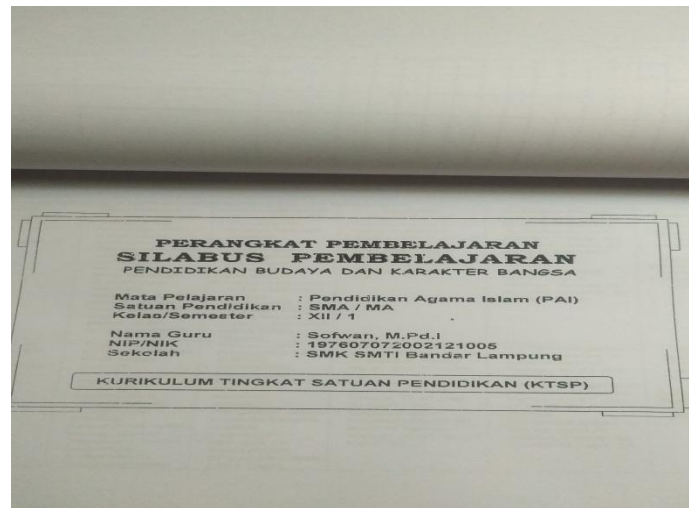 PERANGKAT PEMBELAJARAN
SILABUS PEMBELAJARAN
PENDIDIKAN BUDAYA DAN KARAKTER BANGSA
Mata Pelajaran : Pendidikan Agama Islam (PAI)
Satuan Pendidikan : SMA / MA
Kelas/Semester : XII / 1
Nama Guru : Sofwan, M.Pd.I
NIP/NIK : 197607072002121005
Sekolah : SMK SMTI Bandar Lampung
KURIKULUM TINGKAT SATUAN PENDIDIKAN (KTSP)